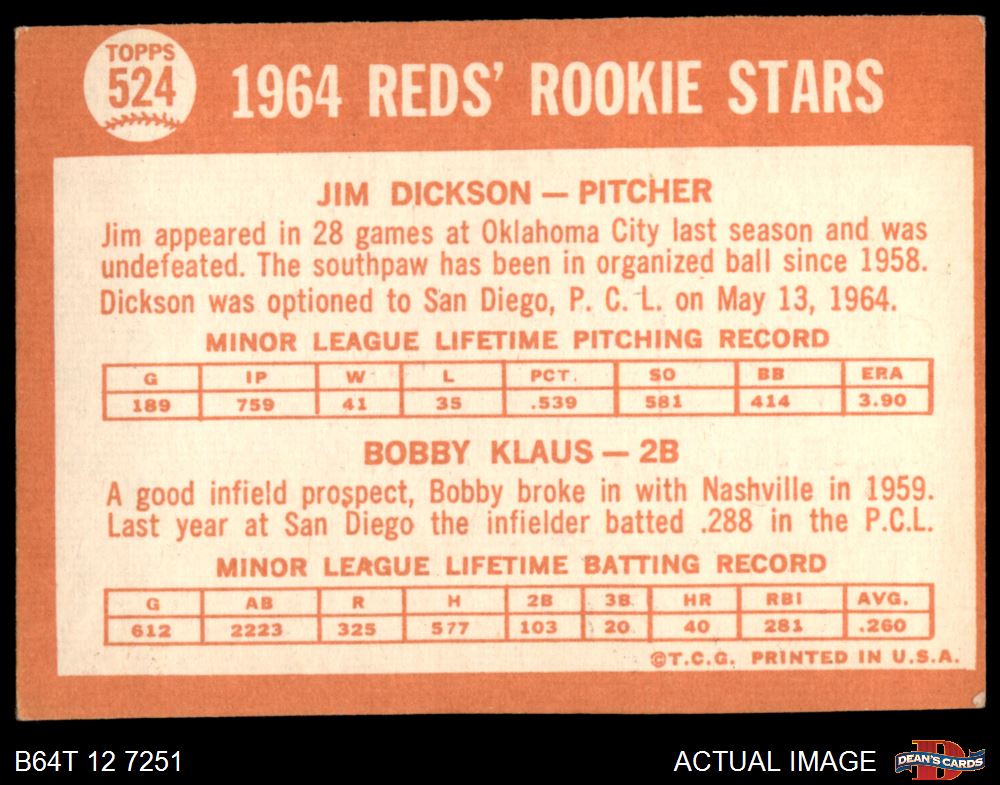 TOPPS
524
1964 REDS' ROOKIE STARS
JIM DICKSON — PITCHER
Jim appeared in 28 games at Oklahoma City last season and was
undefeated. The southpaw has been in organized ball since 1958.
Dickson was optioned to San Diego, P. C. L. on May 13, 1964.
MINOR LEAGUE LIFETIME PITCHING RECORD
G IP W L PCT. SO BB ERA
189 759 41 35 .539 581 414 3.90
BOBBY KLAUS — 2B
A good infield prospect, Bobby broke in with Nashville in 1959.
Last year at San Diego the infielder batted .288 in the P.C.L.
MINOR LEAGUE LIFETIME BATTING RECORD
G AB R H 2B 3B HR RBI AVG.
612 2223 325 577 103 20 40 281 .260
©T.C.G. PRINTED IN U.S.A.
B64T 12 7251
ACTUAL IMAGE
DEAN'S CARDS